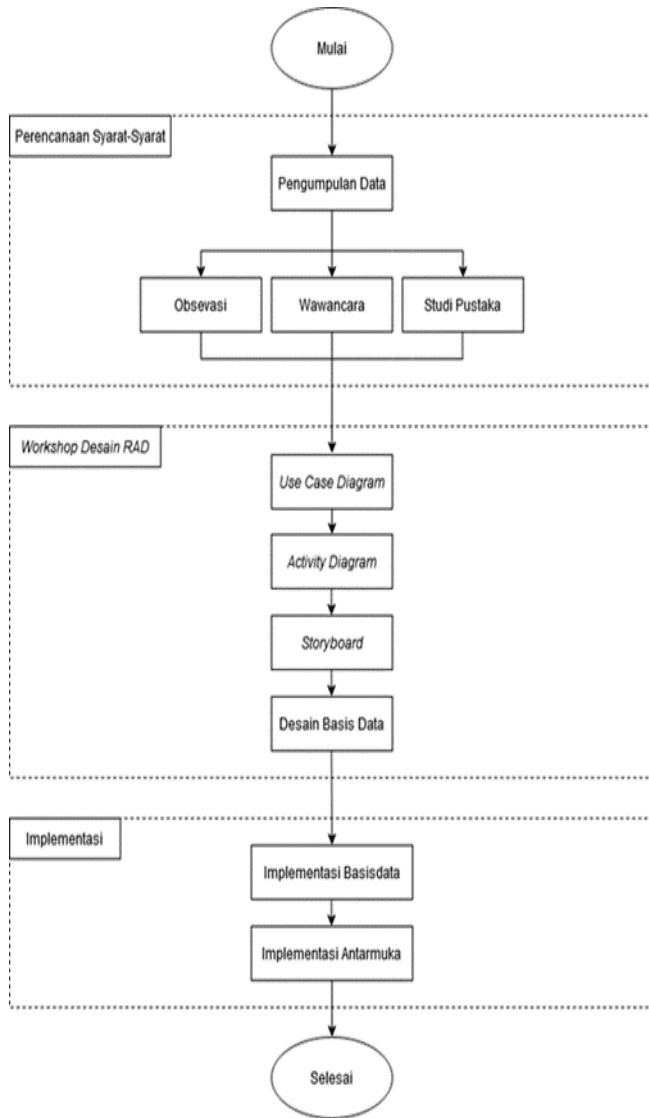 Mulai
Perencanaan Syarat-Syarat
Pengumpulan Data
Obsevasi
Wawancara
Studi Pustaka
Workshop Desain RAD
Use Case Diagram
Activity Diagram
Storyboard
Desain Basis Data
Implementasi
Implementasi Basisdata
Implementasi Antarmuka
Selesai